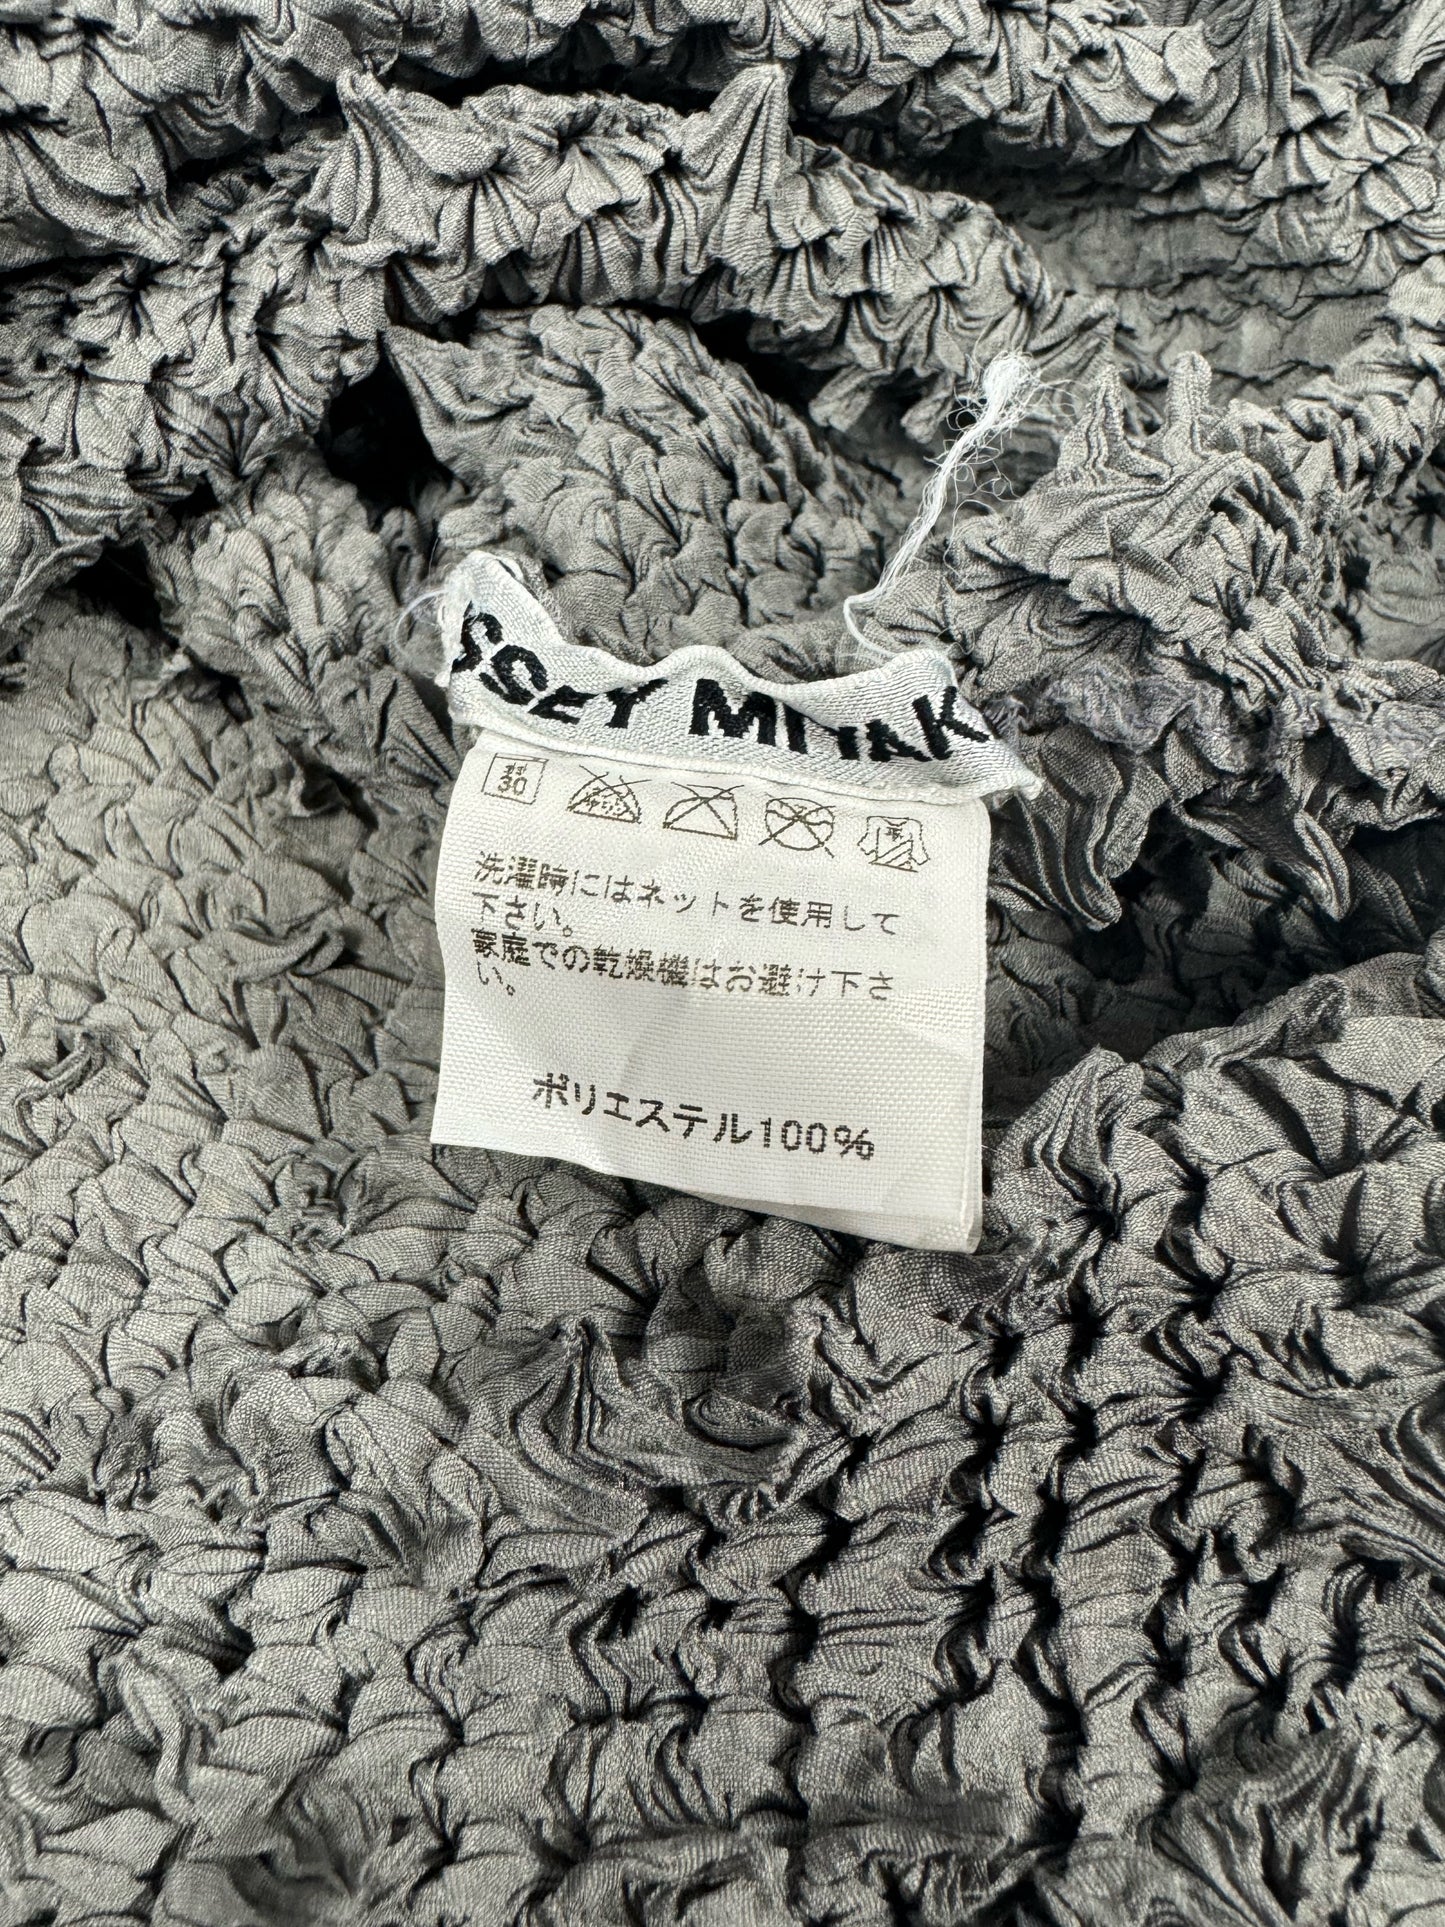 SSEY MIYAK
30
洗濯時にはネットを使用して
下さい。
家庭での乾燥機はお避け下さ
い。
ポリエステル100%